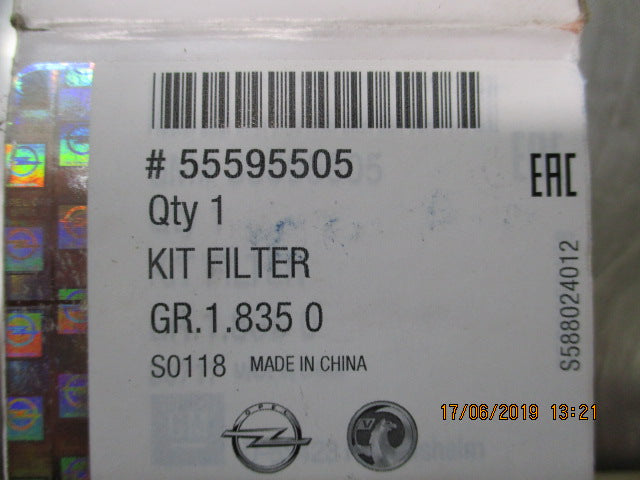 # 55595505
EAC
Qty 1
KIT FILTER
GR.1.835 0
S0118 MADE IN CHINA
S588024012
OPEL
V
17/06/2019 13:21